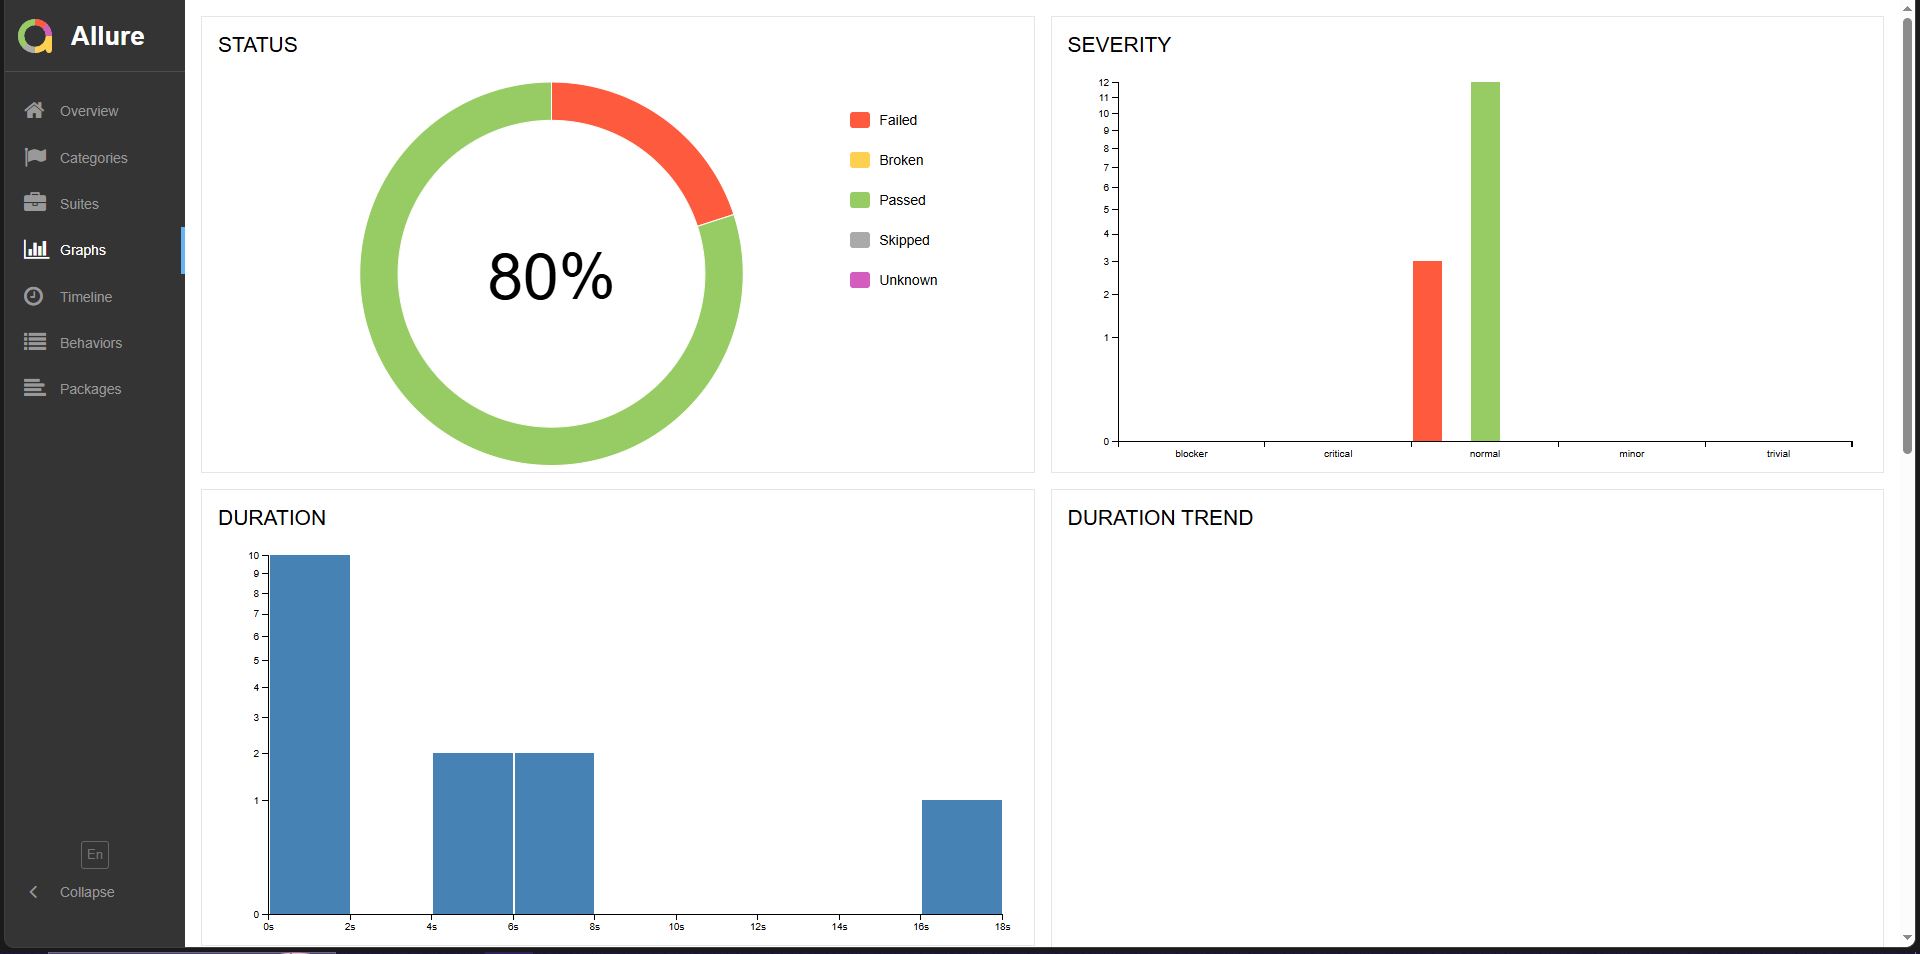 Allure
Overview
Categories
Suites
Graphs
Timeline
Behaviors
Packages
En
Collapse
STATUS
80%
Failed
Broken
Passed
Skipped
Unknown
SEVERITY
12
11
10
9
8
7
6
5
4
3
2
1
0
blocker critical normal minor trivial
DURATION
10
9
8
7
6
5
4
3
2
1
0
0s 2s 4s 6s 8s 10s 12s 14s 16s 18s
DURATION TREND